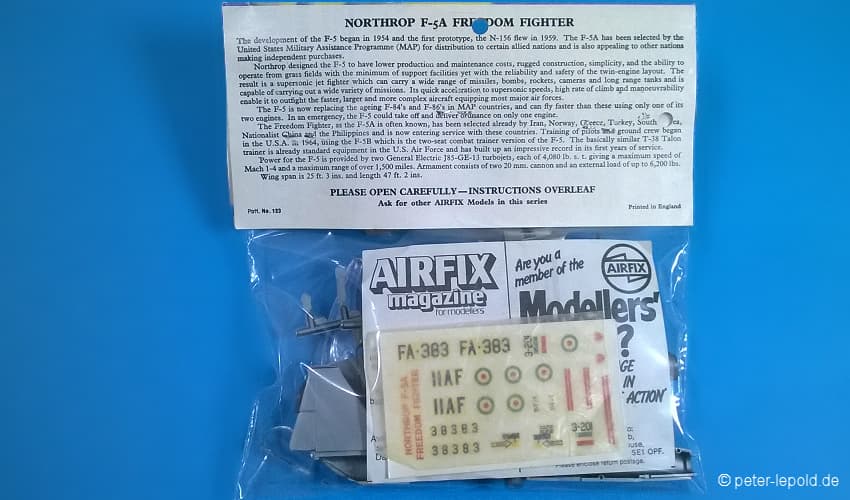 NORTHROP F-5A FREEDOM FIGHTER
The development of the F-5 began in 1954 and the first prototype, the N-156 flew in 1959. The F-5A has been selected by the
United States Military Assistance Programme (MAP) for distribution to certain allied nations and is also appealing to other nations
making independent purchases.
Northrop designed the F-5 to have lower production and maintenance costs, rugged construction, simplicity, and the ability to
operate from grass fields with the minimum of support facilities yet with the reliability and safety of the twin-engine layout. The
result is a supersonic jet fighter which can carry a wide range of missiles, bombs, rockets, cameras and long range tanks and is
capable of carrying out a wide variety of missions. Its quick acceleration to supersonic speeds, high rate of climb and manoeuvrability
enable it to outfight the faster, larger and more complex aircraft equipping most major air forces.
The F-5 is now replacing the ageing F-84's and F-86's in MAP countries, and can fly faster than these using only one of its
two engines. In an emergency, the F-5 could take off and deliver ordnance on only one engine.
The Freedom Fighter, as the F-5A is often known, has been selected already by Iran, Norway, Greece, Turkey, South
Nationalist China and the Philippines and is now entering service with these countries. Training of pilots and ground crew began
in the U.S.A. in 1964, using the F-5B which is the two-seat combat trainer version of the F-5. The basically similar T-38 Talon
trainer is already standard equipment in the U.S. Air Force and has built up an impressive record in its first years of service.
Power for the F-5 is provided by two General Electric J85-GE-13 turbojets, each of 4,080 lb. s. t. giving a maximum speed of
Mach 1·4 and a maximum range of over 1,500 miles. Armament consists of two 20 mm. cannon and an external load of up to 6,200 lbs.
Wing span is 25 ft. 3 ins. and length 47 ft. 2 ins.
PLEASE OPEN CAREFULLY—INSTRUCTIONS OVERLEAF
Ask for other AIRFIX Models in this series
Patt. No. 123
Printed in England
AIRFIX
magazine
for modellers
Are you a
member of the
AIRFIX
Modellers'
?
GE
IN
ACTION'
SE1 0PF.
Please enclose return postage.
FA-383 FA-383
IIAF
IIAF
38383
38383
3-201
3-201
NORTHROP F-5A
FREEDOM FIGHTER
© peter-lepold.de